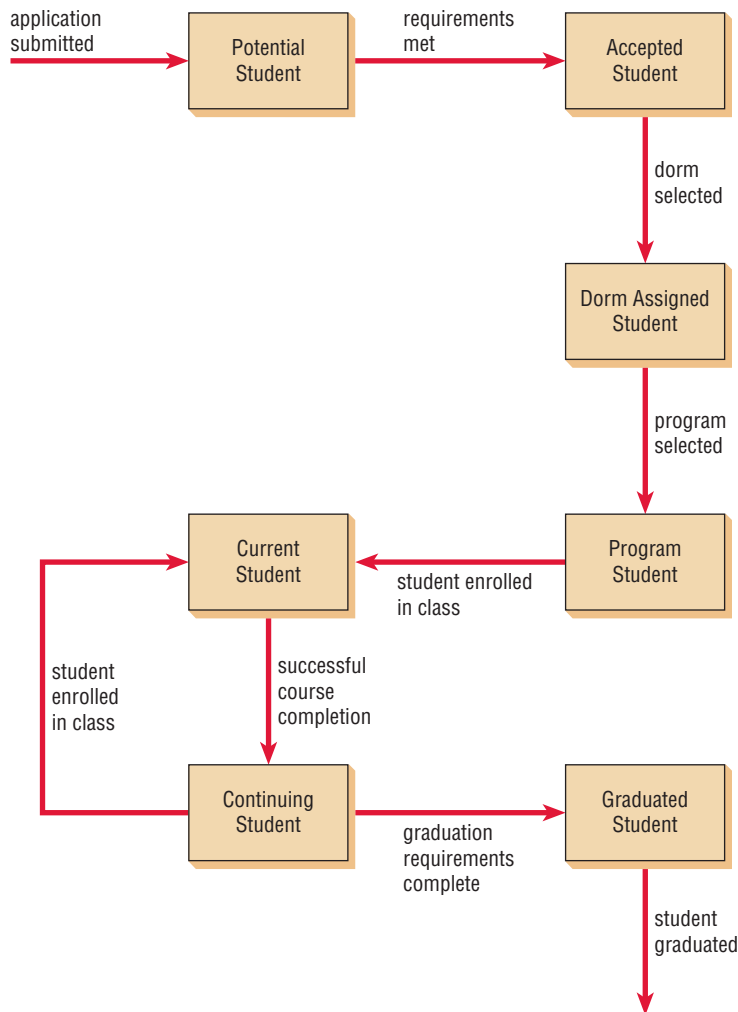 application
submitted
Potential
Student
requirements
met
Accepted
Student
dorm
selected
Dorm Assigned
Student
program
selected
Program
Student
student enrolled
in class
Current
Student
student
enrolled
in class
successful
course
completion
Continuing
Student
graduation
requirements
complete
Graduated
Student
student
graduated